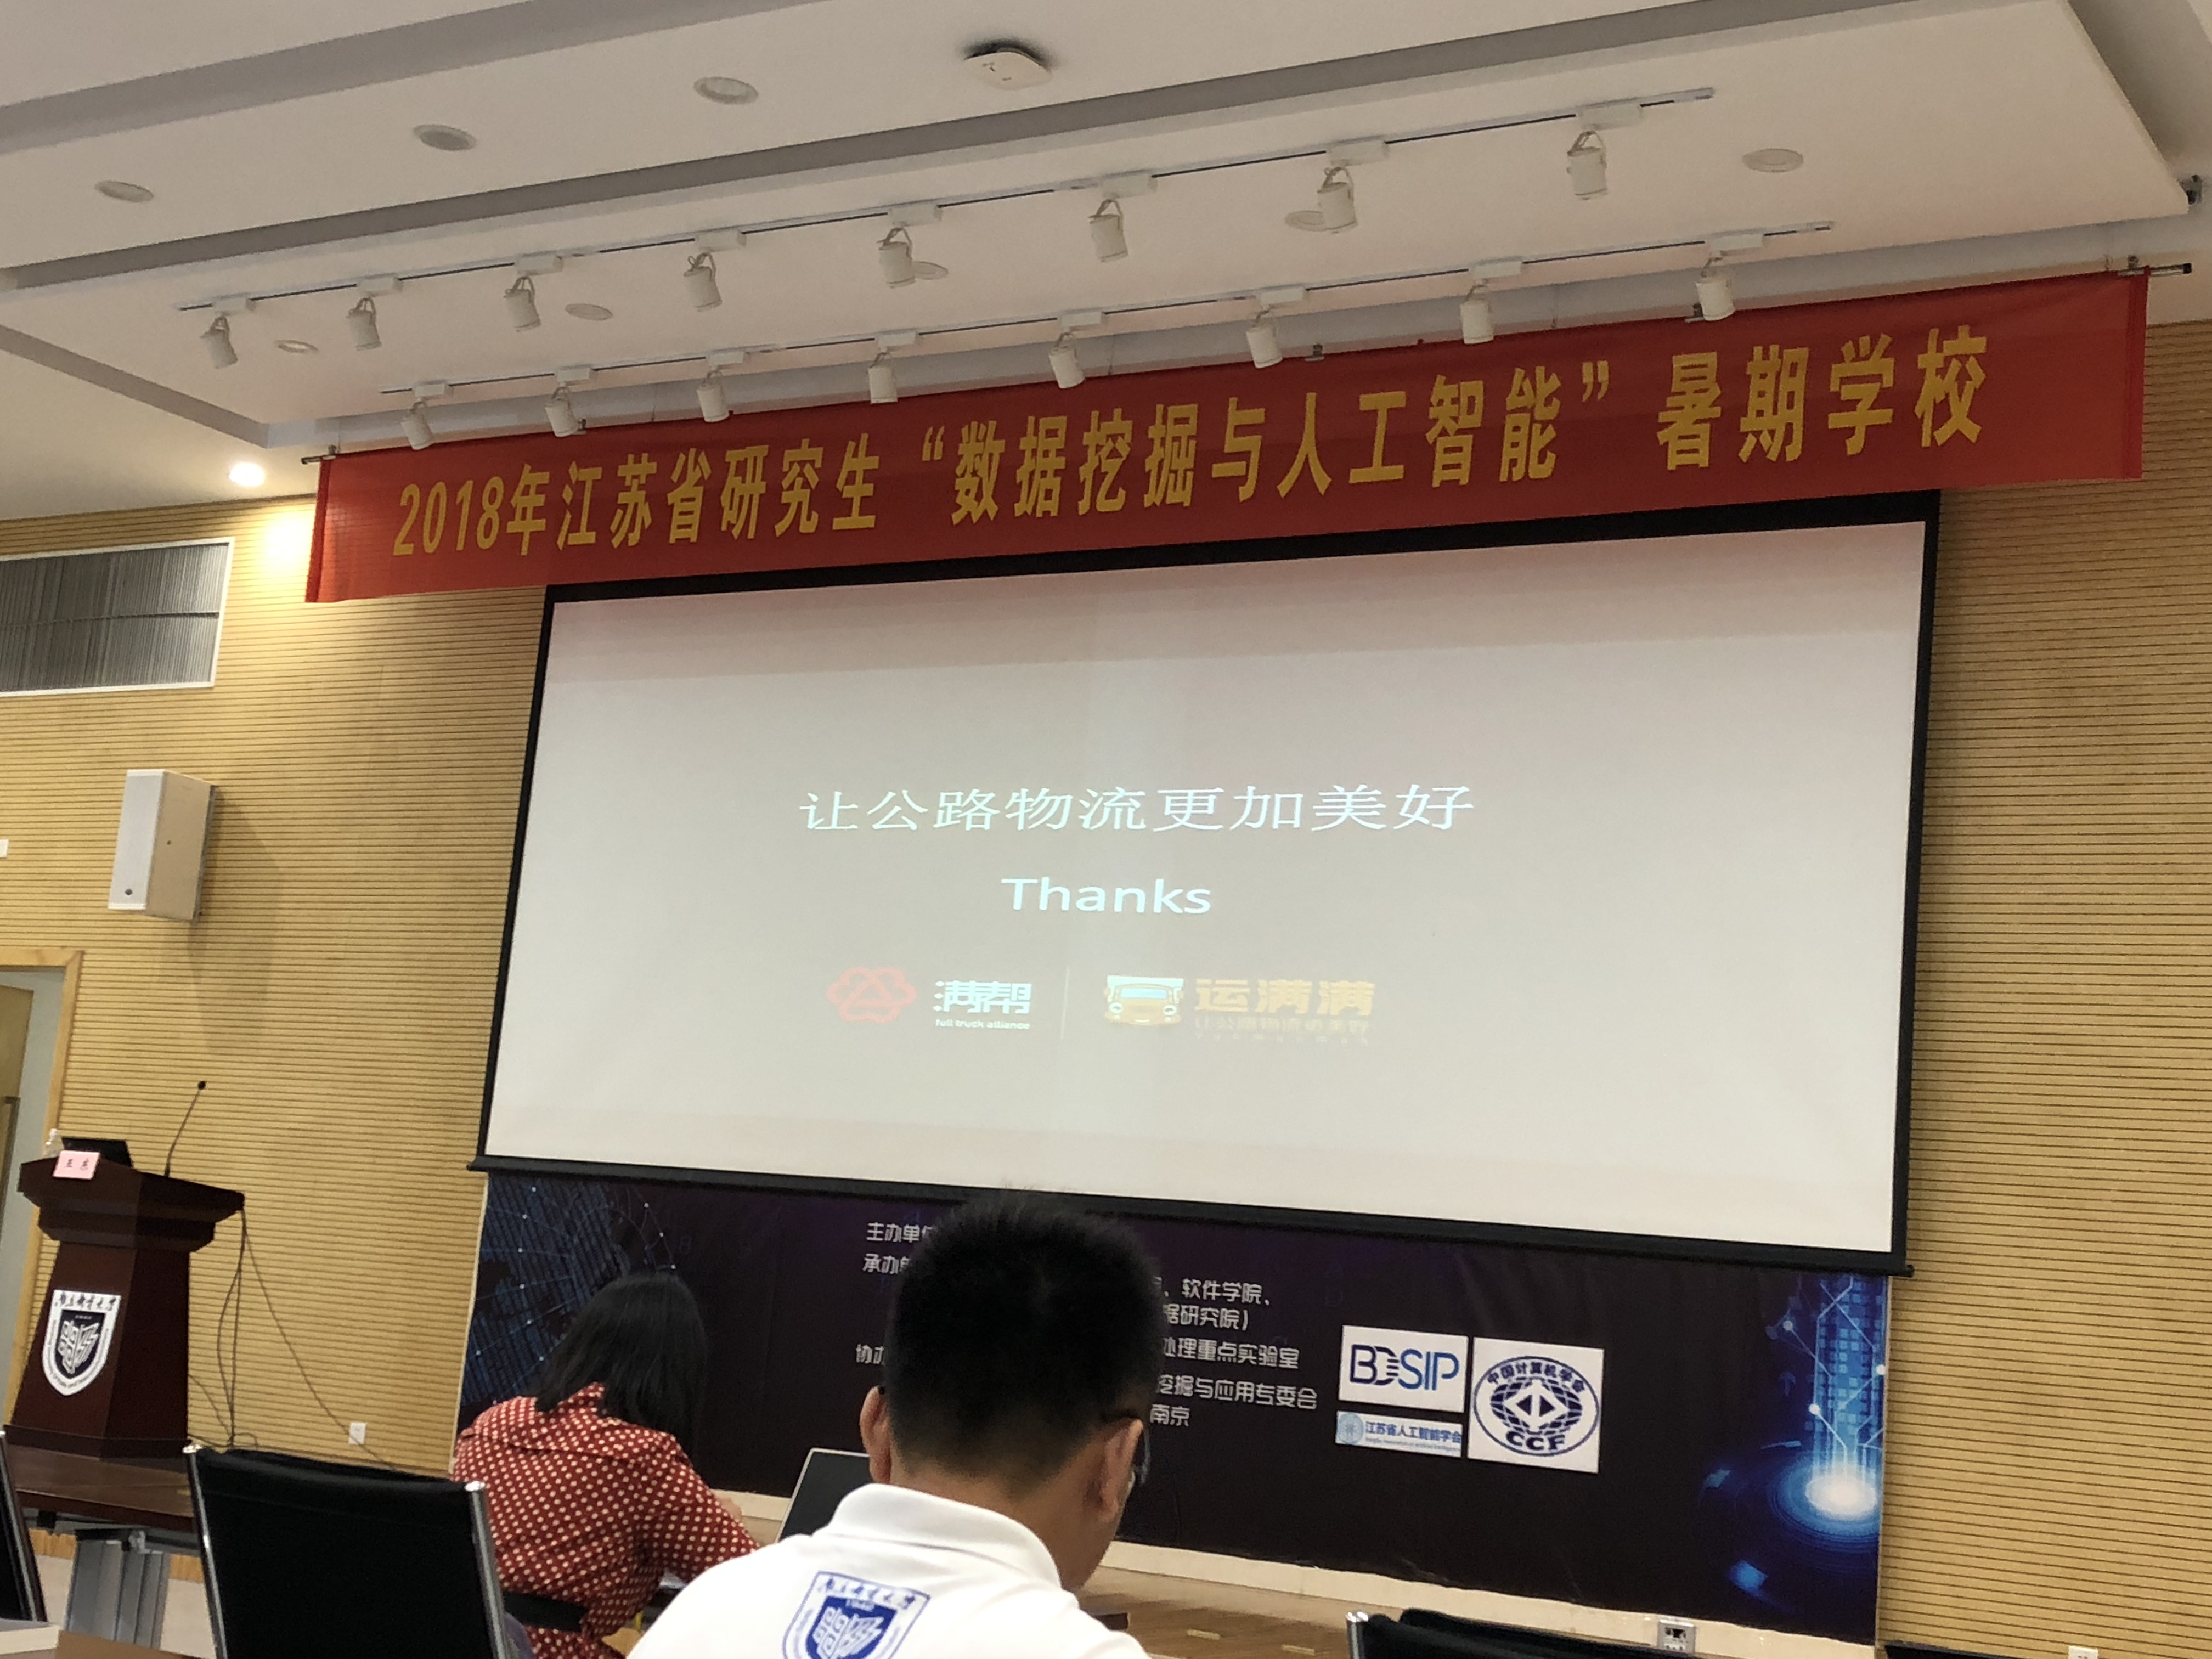 2018年江苏省研究生“数据挖掘与人工智能”暑期学校
让公路物流更加美好
Thanks
满帮
full truck alliance
运满满
主办单
承办单
、软件学院、
据研究院）
协办
处理重点实验室
挖掘与应用专委会
南京
BDSIP
江苏省人工智能学会
中国计算机学会
CCF